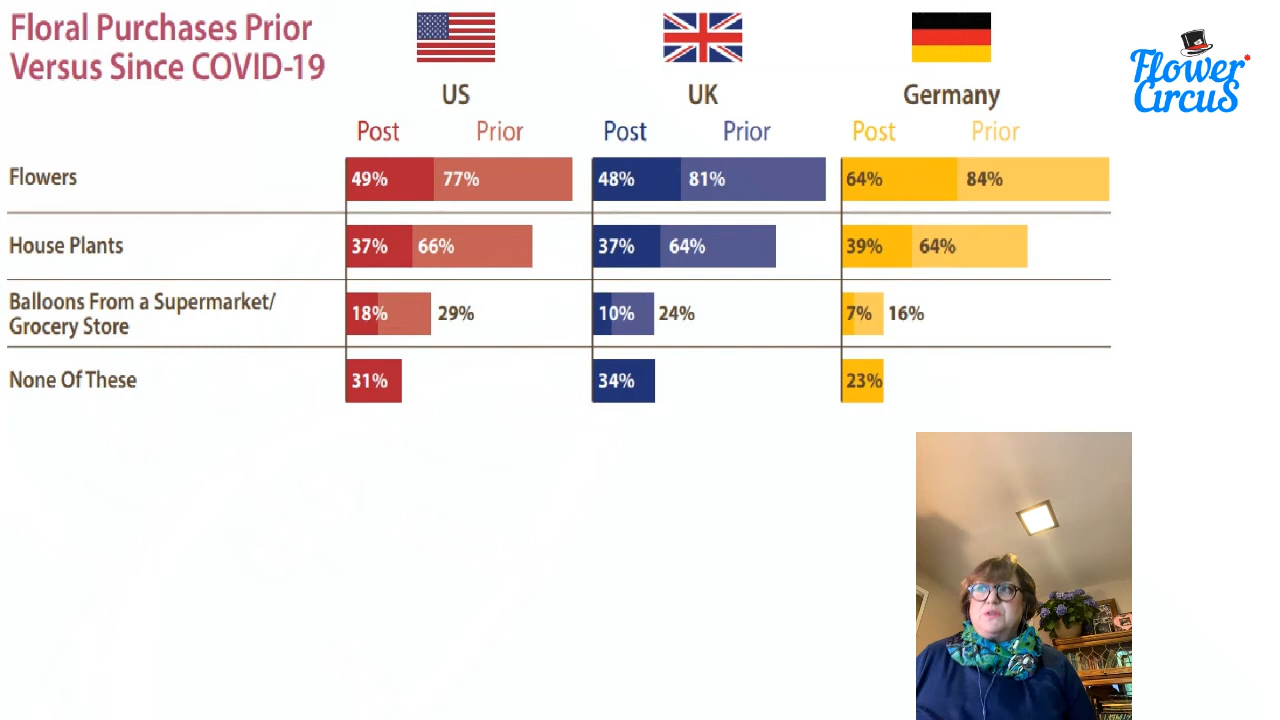 Floral Purchases Prior
Versus Since COVID-19
Flower
Circus
US
UK
Germany
Post Prior
Post Prior
Post Prior
Flowers
49% 77%
48% 81%
64% 84%
House Plants
37% 66%
37% 64%
39% 64%
Balloons From a Supermarket/
Grocery Store
18% 29%
10% 24%
7% 16%
None Of These
31%
34%
23%